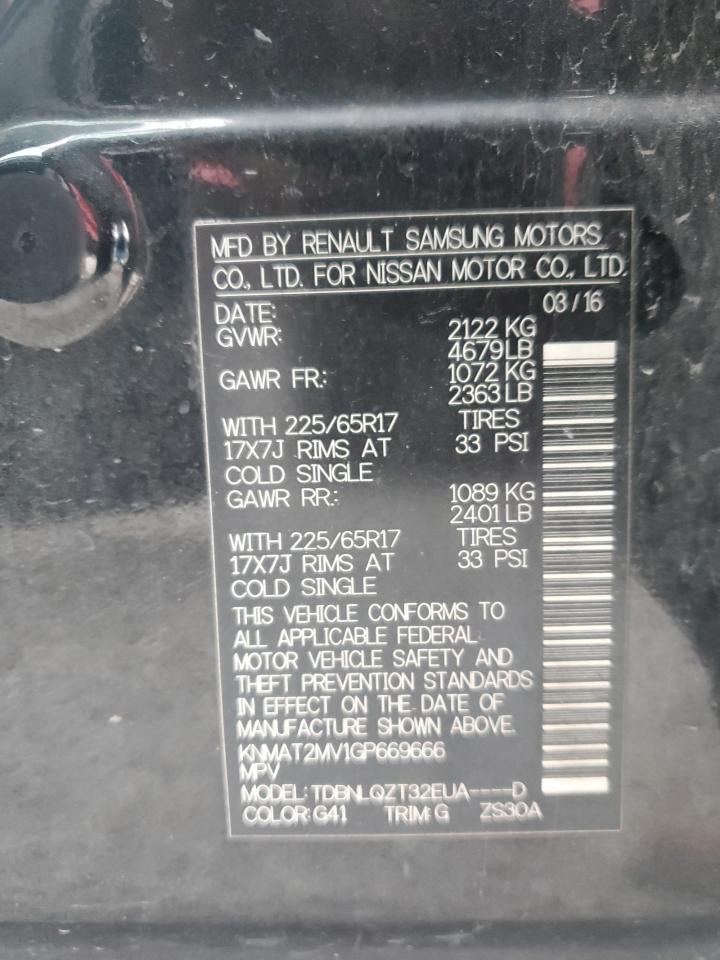 MFD BY RENAULT SAMSUNG MOTORS
CO., LTD. FOR NISSAN MOTOR CO., LTD.
DATE: 03/16
GVWR: 2122 KG
4679 LB
GAWR FR.: 1072 KG
2363 LB
WITH 225/65R17 TIRES
17X7J RIMS AT 33 PSI
COLD SINGLE
GAWR RR.: 1089 KG
2401 LB
WITH 225/65R17 TIRES
17X7J RIMS AT 33 PSI
COLD SINGLE
THIS VEHICLE CONFORMS TO
ALL APPLICABLE FEDERAL
MOTOR VEHICLE SAFETY AND
THEFT PREVENTION STANDARDS
IN EFFECT ON THE DATE OF
MANUFACTURE SHOWN ABOVE.
KNMAT2MV1GP669666
MPV
MODEL: TDBNLQZT32EUA----D
COLOR: G41 TRIM: G ZS30A